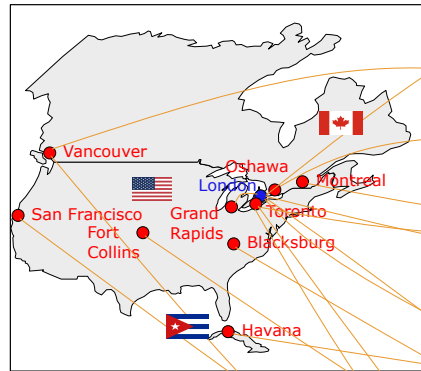 Vancouver
Oshawa
London
Montreal
San Francisco
Grand
Rapids
Toronto
Fort
Collins
Blacksburg
Havana